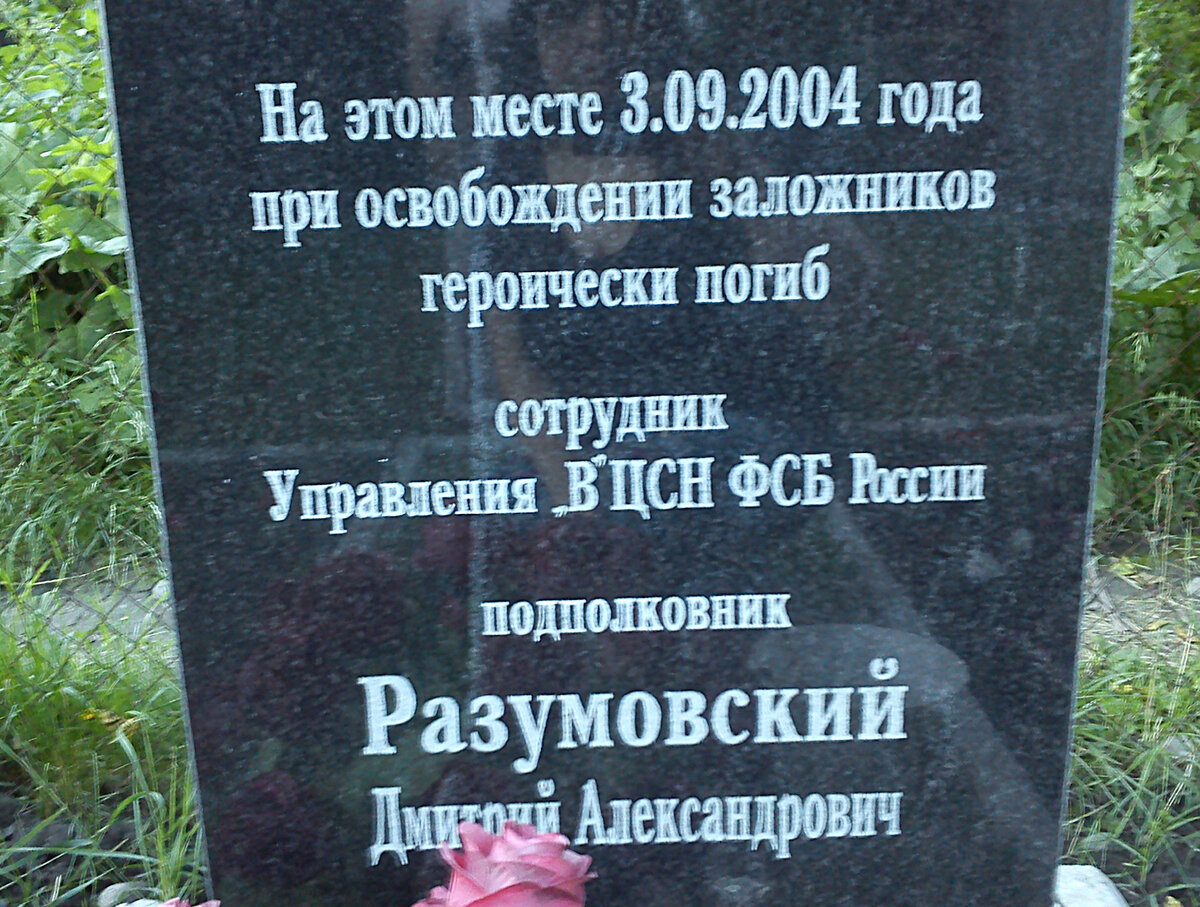 На этом месте 3.09.2004 года
при освобождении заложников
героически погиб
сотрудник
Управления „В" ЦСН ФСБ России
подполковник
Разумовский
Дмитрий Александрович